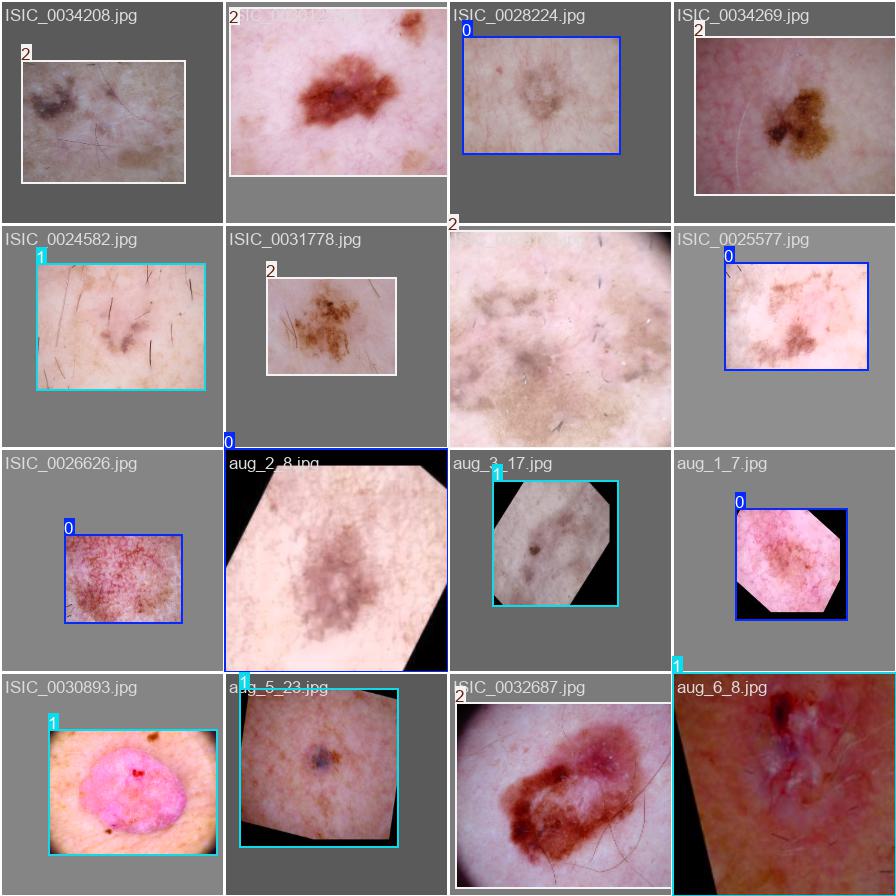 ISIC_0034208.jpg
2
2
ISIC_0028224.jpg
0
ISIC_0034269.jpg
2
ISIC_0024582.jpg
1
ISIC_0031778.jpg
2
2
ISIC_0025577.jpg
0
ISIC_0026626.jpg
0
aug_2_8.jpg
0
aug_3_17.jpg
1
aug_1_7.jpg
0
ISIC_0030893.jpg
1
aug_5_23.jpg
1
ISIC_0032687.jpg
2
aug_6_8.jpg
1